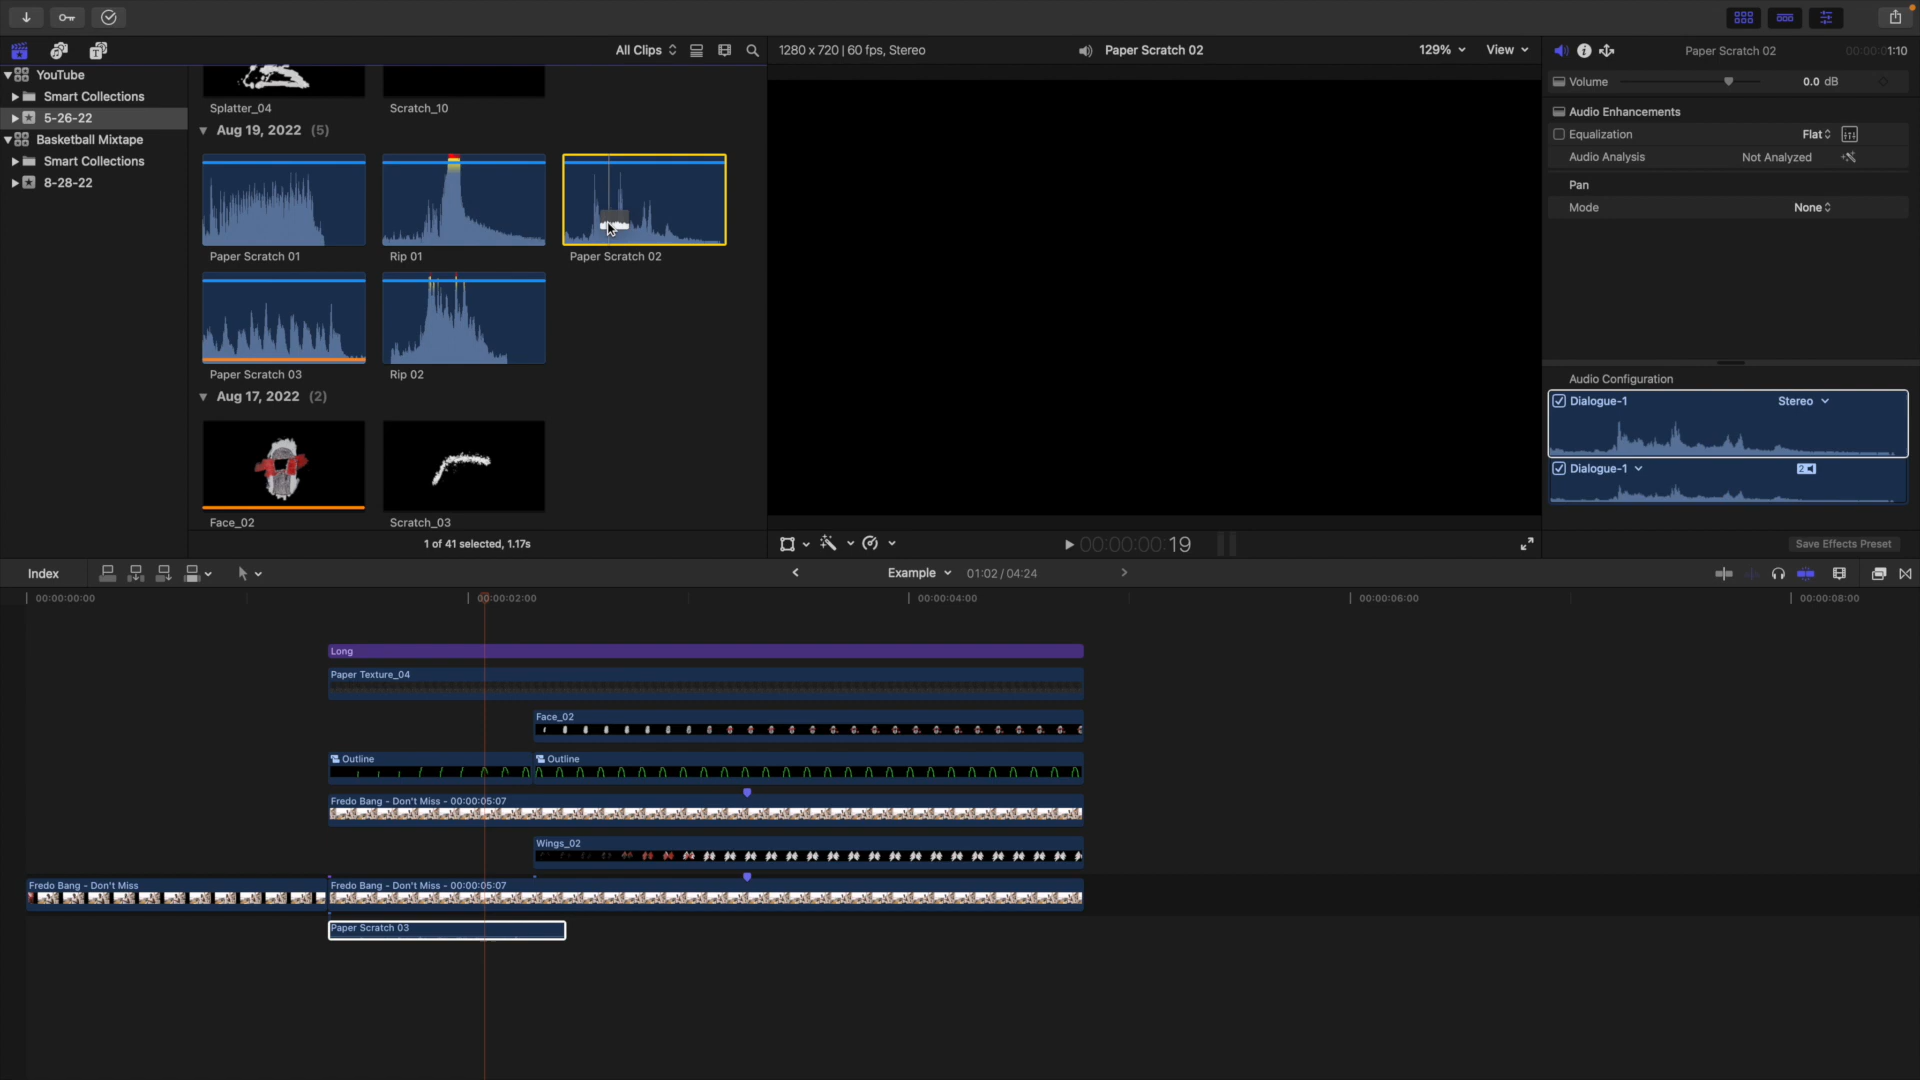 All Clips
1280 x 720 | 60 fps, Stereo
Paper Scratch 02
129%
View
Paper Scratch 02
00:00:01:10
YouTube
Smart Collections
5-26-22
Basketball Mixtape
Smart Collections
8-28-22
Splatter_04
Scratch_10
Aug 19, 2022 (5)
Paper Scratch 01
Rip 01
Paper Scratch 02
Paper Scratch 03
Rip 02
Aug 17, 2022 (2)
Face_02
Scratch_03
1 of 41 selected, 1.17s
00:00:00:19
Volume
0.0 dB
Audio Enhancements
Equalization
Flat
Audio Analysis
Not Analyzed
Pan
Mode
None
Audio Configuration
Dialogue-1
Stereo
Dialogue-1
2
Save Effects Preset
Index
Example
01:02 / 04:24
00:00:00:00
00:00:02:00
00:00:04:00
00:00:06:00
00:00:08:00
Long
Paper Texture_04
Face_02
Outline
Outline
Fredo Bang - Don't Miss - 00:00:05:07
Wings_02
Fredo Bang - Don't Miss
Fredo Bang - Don't Miss - 00:00:05:07
Paper Scratch 03